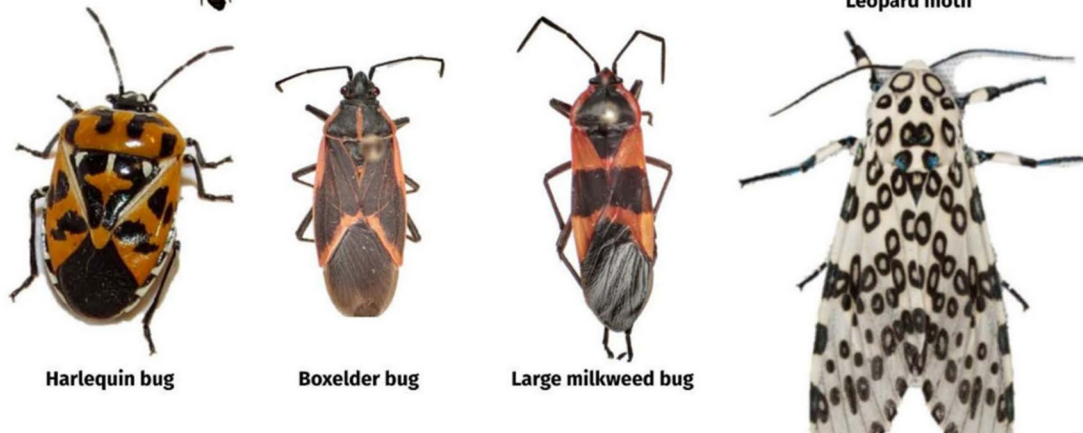 Leopard moth
Harlequin bug
Boxelder bug
Large milkweed bug